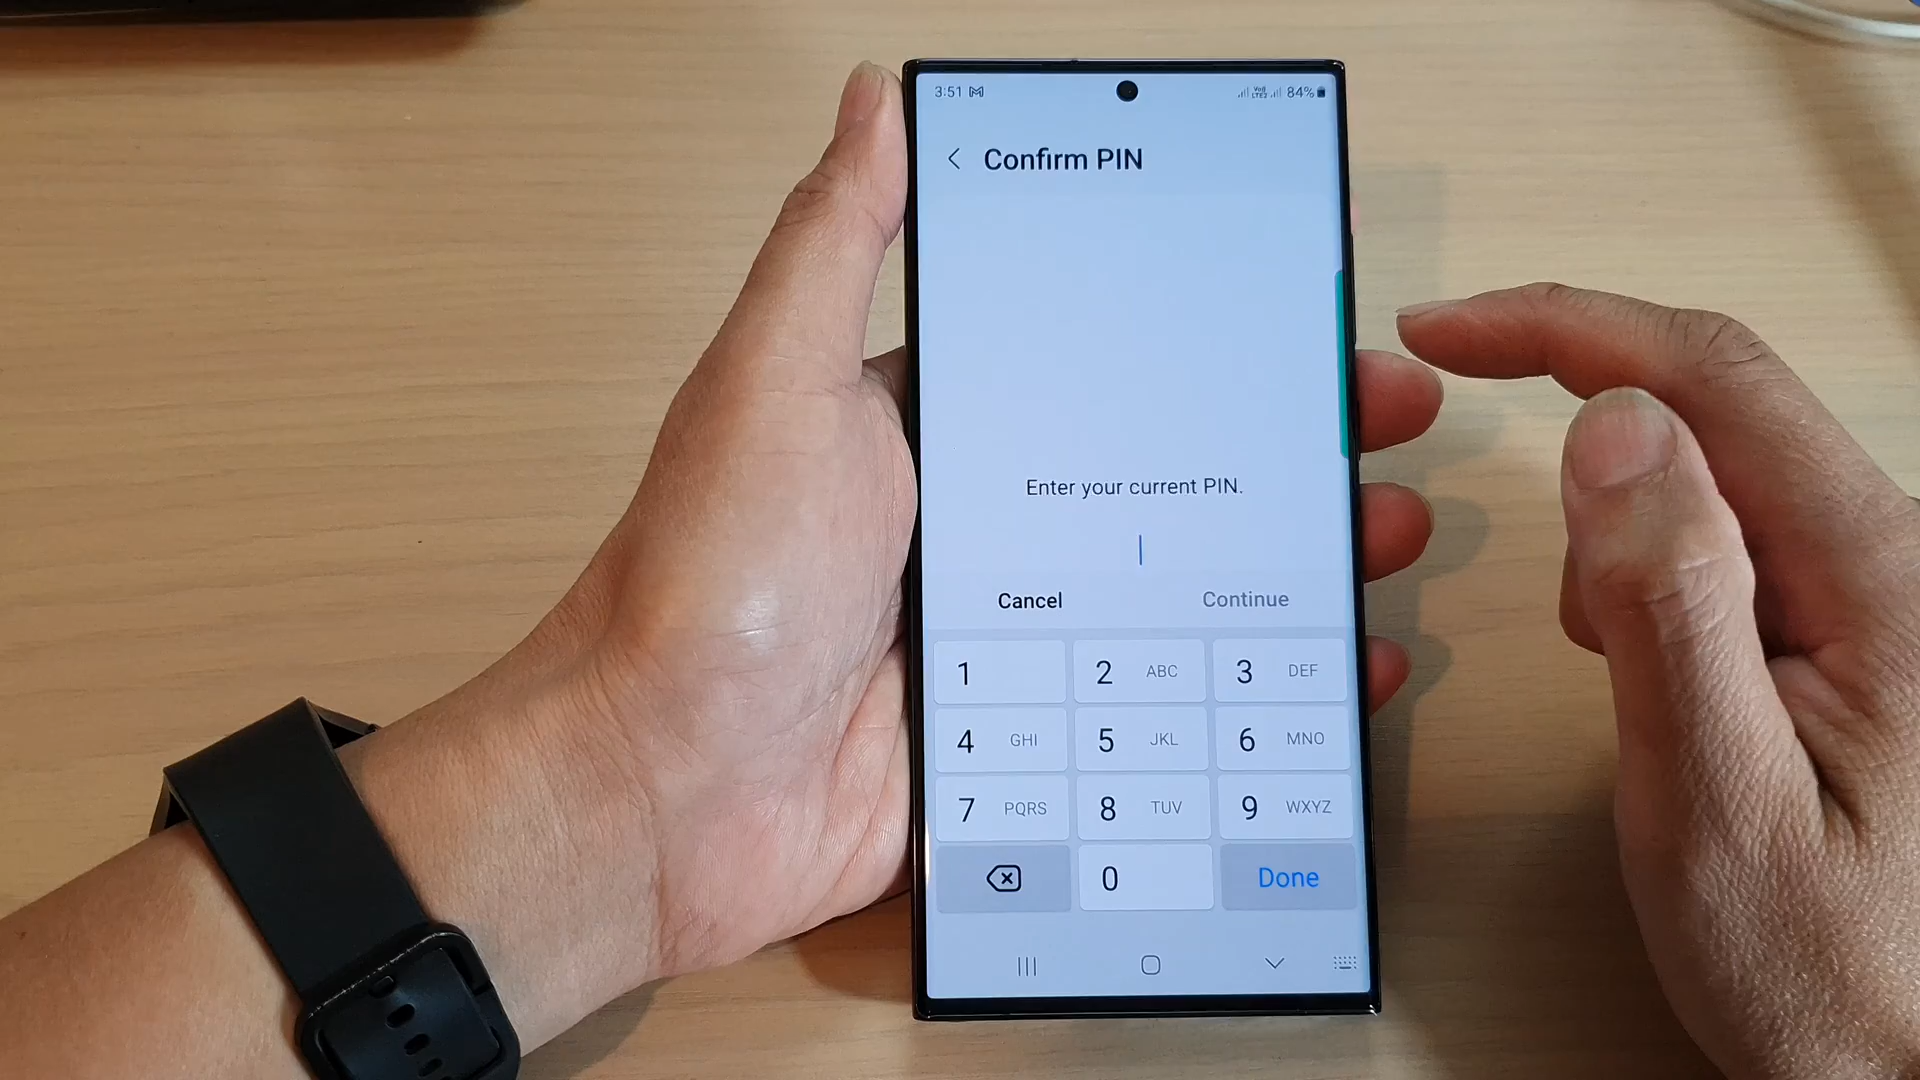 3:51 84%
Confirm PIN
Enter your current PIN.
Cancel Continue
1 2 ABC 3 DEF
4 GHI 5 JKL 6 MNO
7 PQRS 8 TUV 9 WXYZ
0 Done